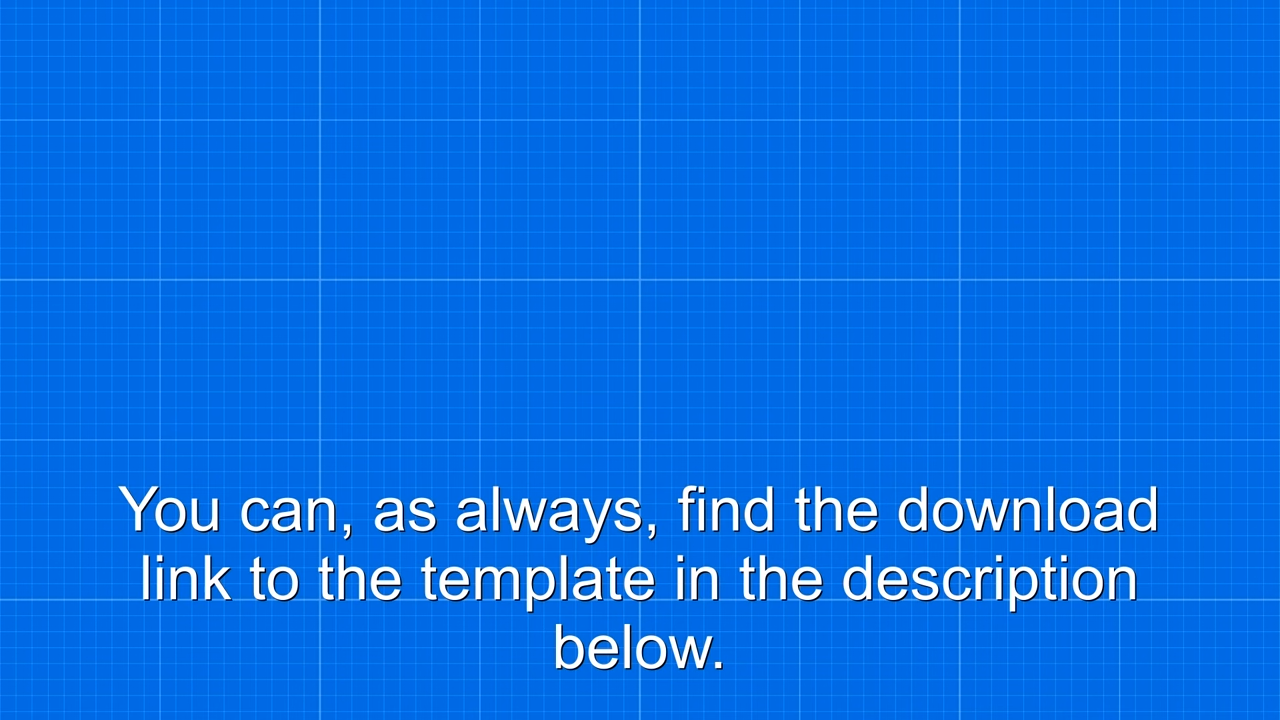 You can, as always, find the download
link to the template in the description
below.